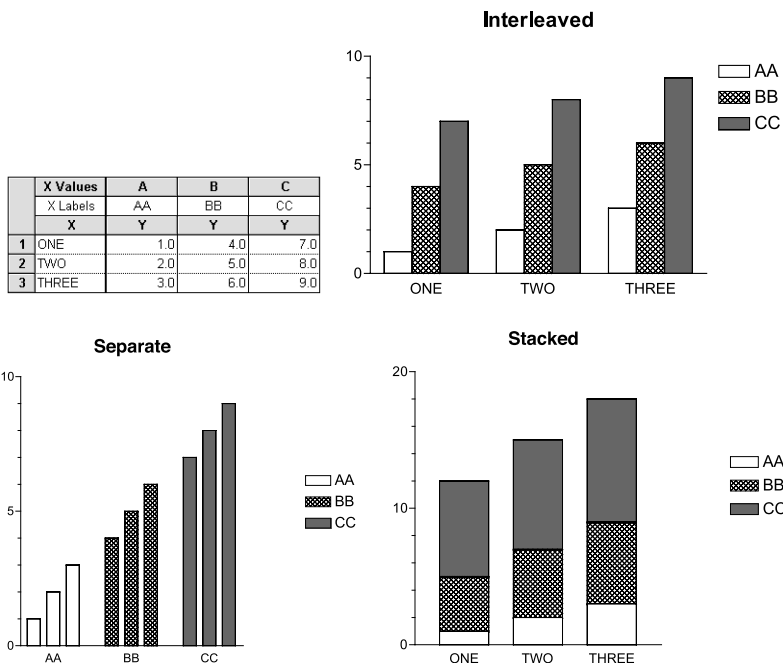 Interleaved
10
5
0
ONE TWO THREE
AA
BB
CC
X Values A B C
X Labels AA BB CC
X Y Y Y
1 ONE 1.0 4.0 7.0
2 TWO 2.0 5.0 8.0
3 THREE 3.0 6.0 9.0
Separate
10
5
0
AA BB CC
AA
BB
CC
Stacked
20
10
0
ONE TWO THREE
AA
BB
CC